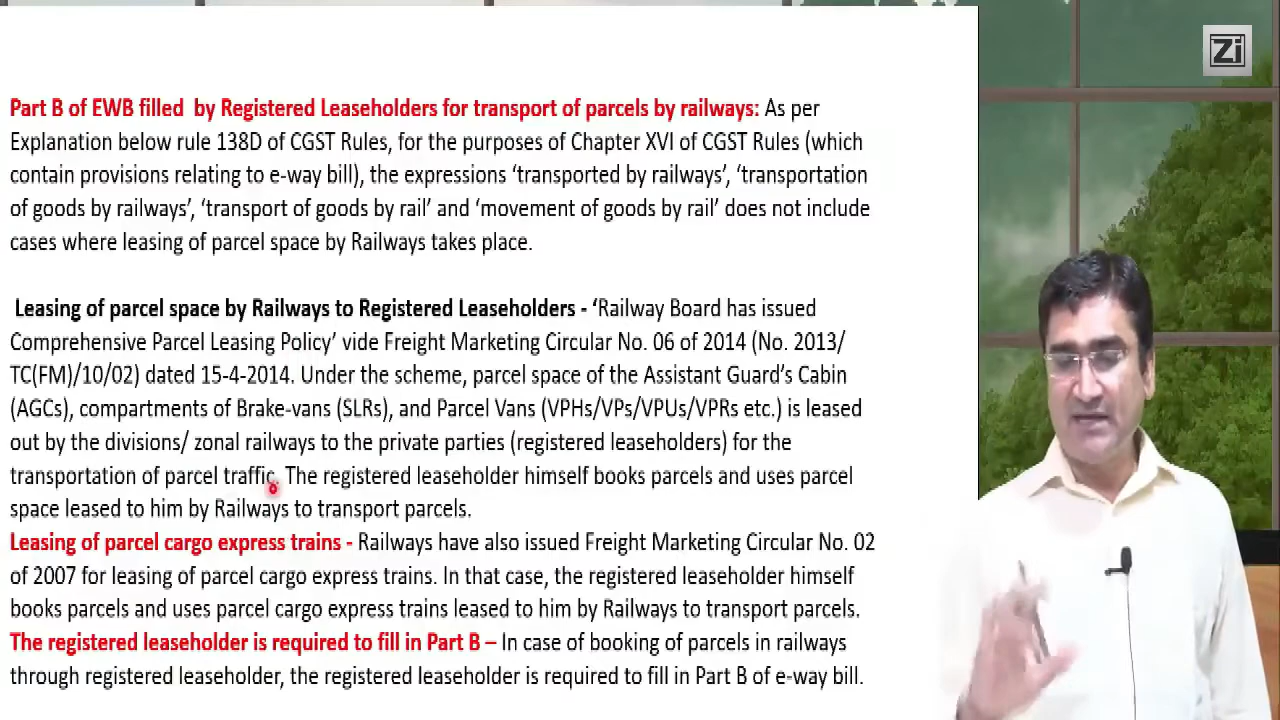 Zi
Part B of EWB filled by Registered Leaseholders for transport of parcels by railways: As per
Explanation below rule 138D of CGST Rules, for the purposes of Chapter XVI of CGST Rules (which
contain provisions relating to e-way bill), the expressions ‘transported by railways’, ‘transportation
of goods by railways’, ‘transport of goods by rail’ and ‘movement of goods by rail’ does not include
cases where leasing of parcel space by Railways takes place.
Leasing of parcel space by Railways to Registered Leaseholders - ‘Railway Board has issued
Comprehensive Parcel Leasing Policy’ vide Freight Marketing Circular No. 06 of 2014 (No. 2013/
TC(FM)/10/02) dated 15-4-2014. Under the scheme, parcel space of the Assistant Guard’s Cabin
(AGCs), compartments of Brake-vans (SLRs), and Parcel Vans (VPHs/VPs/VPUs/VPRs etc.) is leased
out by the divisions/ zonal railways to the private parties (registered leaseholders) for the
transportation of parcel traffic. The registered leaseholder himself books parcels and uses parcel
space leased to him by Railways to transport parcels.
Leasing of parcel cargo express trains - Railways have also issued Freight Marketing Circular No. 02
of 2007 for leasing of parcel cargo express trains. In that case, the registered leaseholder himself
books parcels and uses parcel cargo express trains leased to him by Railways to transport parcels.
The registered leaseholder is required to fill in Part B – In case of booking of parcels in railways
through registered leaseholder, the registered leaseholder is required to fill in Part B of e-way bill.